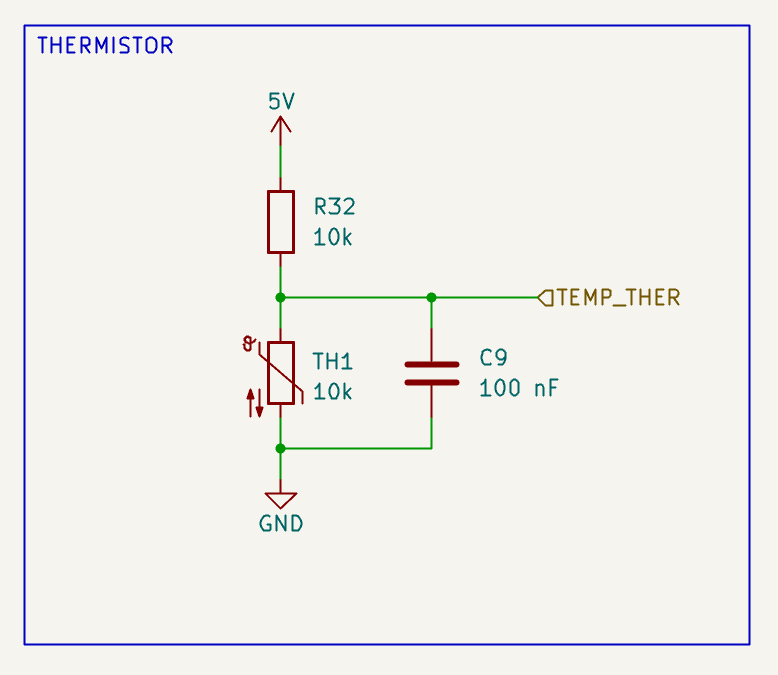 THERMISTOR
5V
R32
10k
TEMP_THER
ϑ
TH1
10k
C9
100 nF
GND